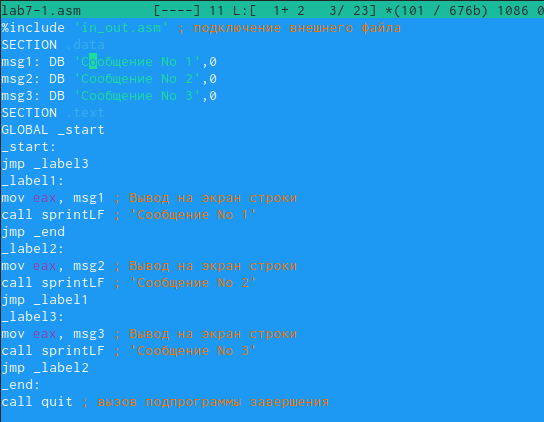 lab7-1.asm [----] 11 L:[ 1+ 2 3/ 23] *(101 / 676b) 1086 0
%include 'in_out.asm' ; подключение внешнего файла
SECTION .data
msg1: DB 'Сообщение No 1',0
msg2: DB 'Сообщение No 2',0
msg3: DB 'Сообщение No 3',0
SECTION .text
GLOBAL _start
_start:
jmp _label3
_label1:
mov eax, msg1 ; Вывод на экран строки
call sprintLF ; 'Сообщение No 1'
jmp _end
_label2:
mov eax, msg2 ; Вывод на экран строки
call sprintLF ; 'Сообщение No 2'
jmp _label1
_label3:
mov eax, msg3 ; Вывод на экран строки
call sprintLF ; 'Сообщение No 3'
jmp _label2
_end:
call quit ; вызов подпрограммы завершения